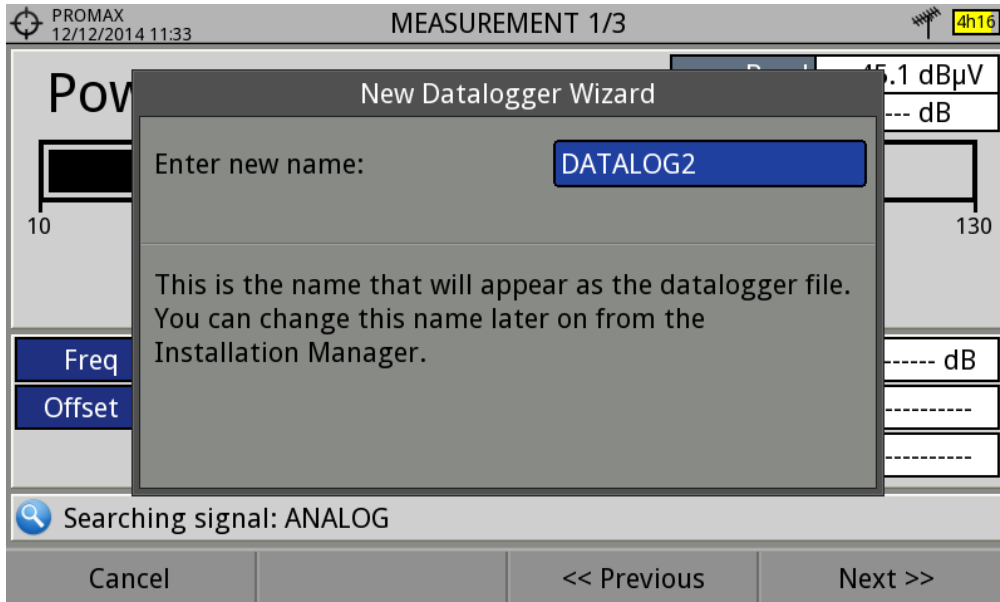 PROMAX
12/12/2014 11:33
MEASUREMENT 1/3
4h16
New Datalogger Wizard
.1 dBµV
--- dB
Enter new name:
DATALOG2
10
130
This is the name that will appear as the datalogger file.
You can change this name later on from the
Installation Manager.
Freq
------ dB
Offset
----------
----------
Searching signal: ANALOG
Cancel
<< Previous
Next >>